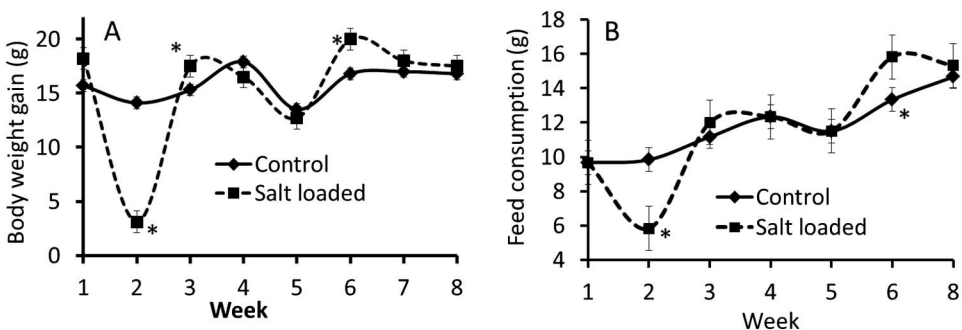 A
Body weight gain (g)
20
15
10
5
0
*
*
*
Control
Salt loaded
1 2 3 4 5 6 7 8
Week
B
Feed consumption (g)
16
14
12
10
8
6
4
*
*
Control
Salt loaded
1 2 3 4 5 6 7 8
Week